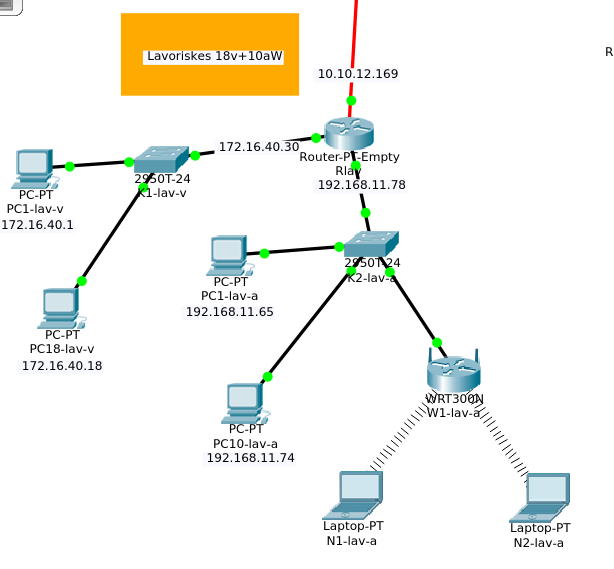 Lavoriskes 18v+10aW
R
10.10.12.169
172.16.40.30
Router-PT-Empty
Rlav
192.168.11.78
2950T-24
K1-lav-v
PC-PT
PC1-lav-v
172.16.40.1
2950T-24
K2-lav-a
PC-PT
PC1-lav-a
192.168.11.65
PC-PT
PC18-lav-v
172.16.40.18
WRT300N
W1-lav-a
PC-PT
PC10-lav-a
192.168.11.74
Laptop-PT
N1-lav-a
Laptop-PT
N2-lav-a